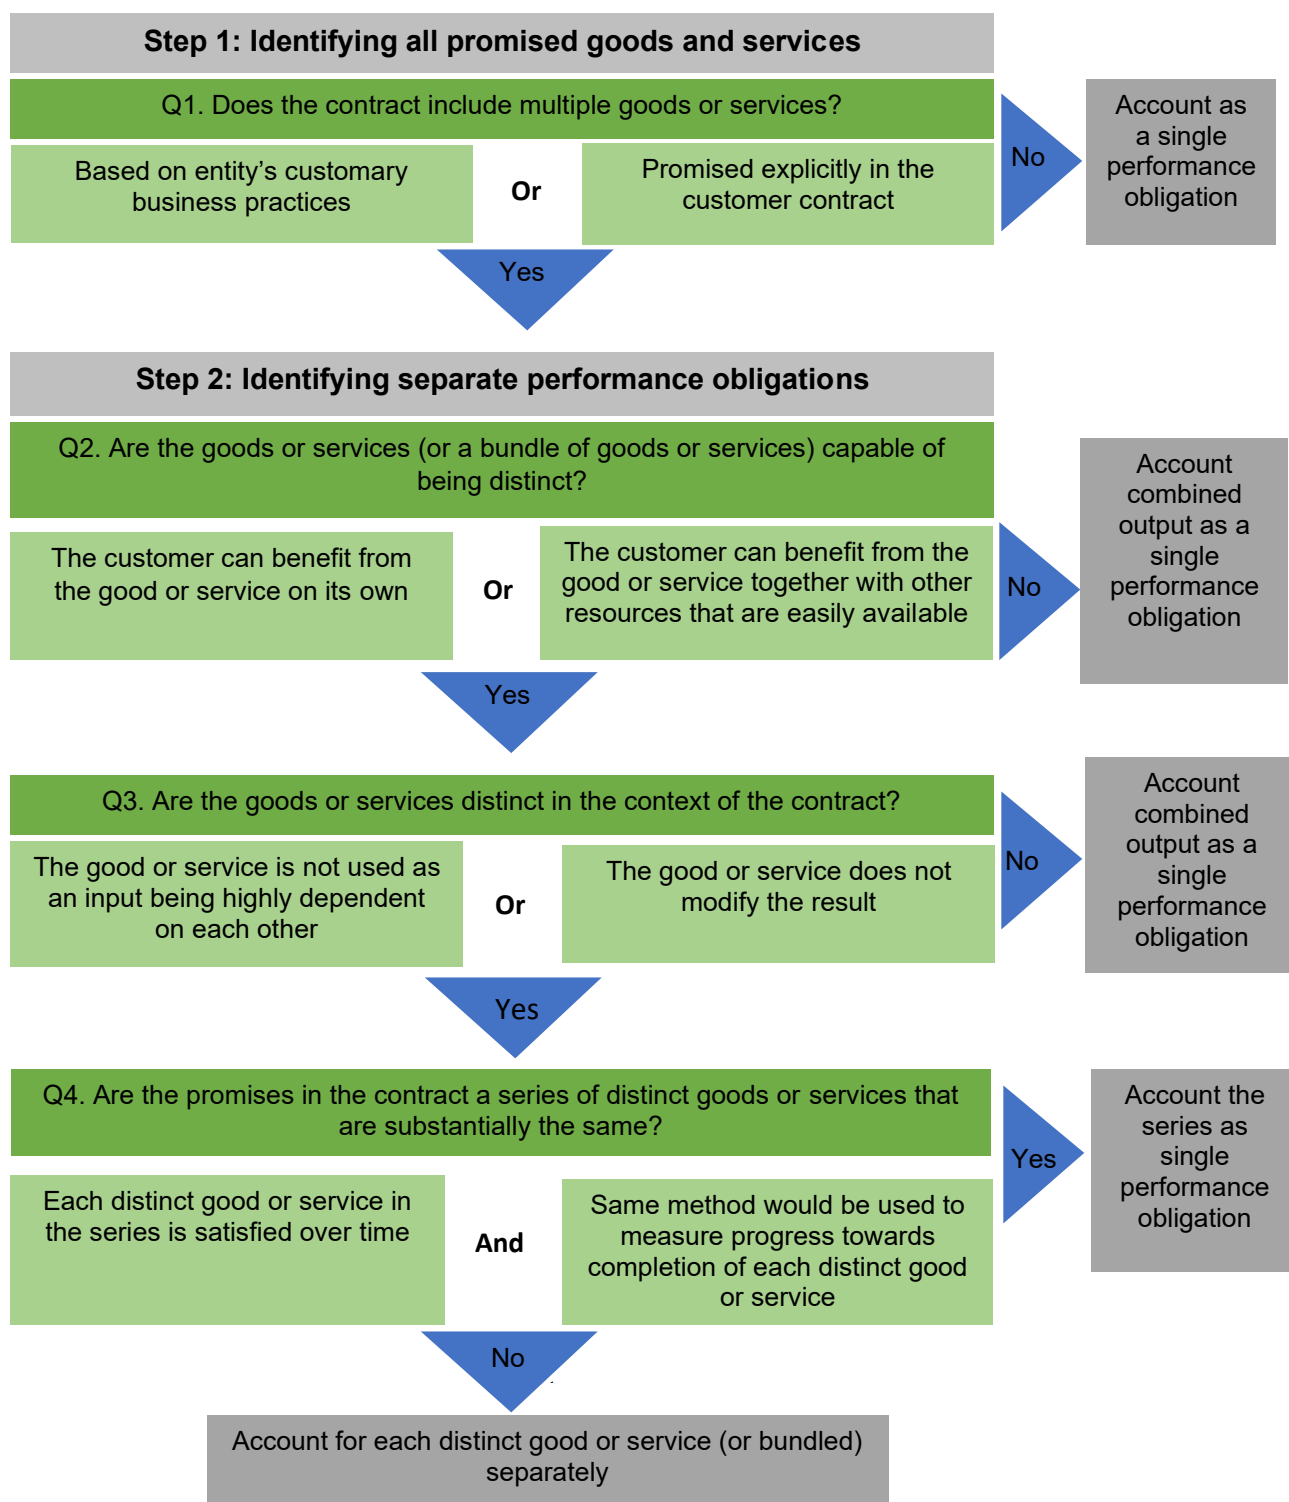 Step 1: Identifying all promised goods and services
Q1. Does the contract include multiple goods or services?
Based on entity's customary
business practices
Or
Promised explicitly in the
customer contract
No
Account as
a single
performance
obligation
Yes
Step 2: Identifying separate performance obligations
Q2. Are the goods or services (or a bundle of goods or services) capable of
being distinct?
The customer can benefit from
the good or service on its own
Or
The customer can benefit from the
good or service together with other
resources that are easily available
No
Account
combined
output as a
single
performance
obligation
Yes
Q3. Are the goods or services distinct in the context of the contract?
The good or service is not used as
an input being highly dependent
on each other
Or
The good or service does not
modify the result
No
Account
combined
output as a
single
performance
obligation
Yes
Q4. Are the promises in the contract a series of distinct goods or services that
are substantially the same?
Each distinct good or service in
the series is satisfied over time
And
Same method would be used to
measure progress towards
completion of each distinct good
or service
Yes
Account the
series as
single
performance
obligation
No
Account for each distinct good or service (or bundled)
separately